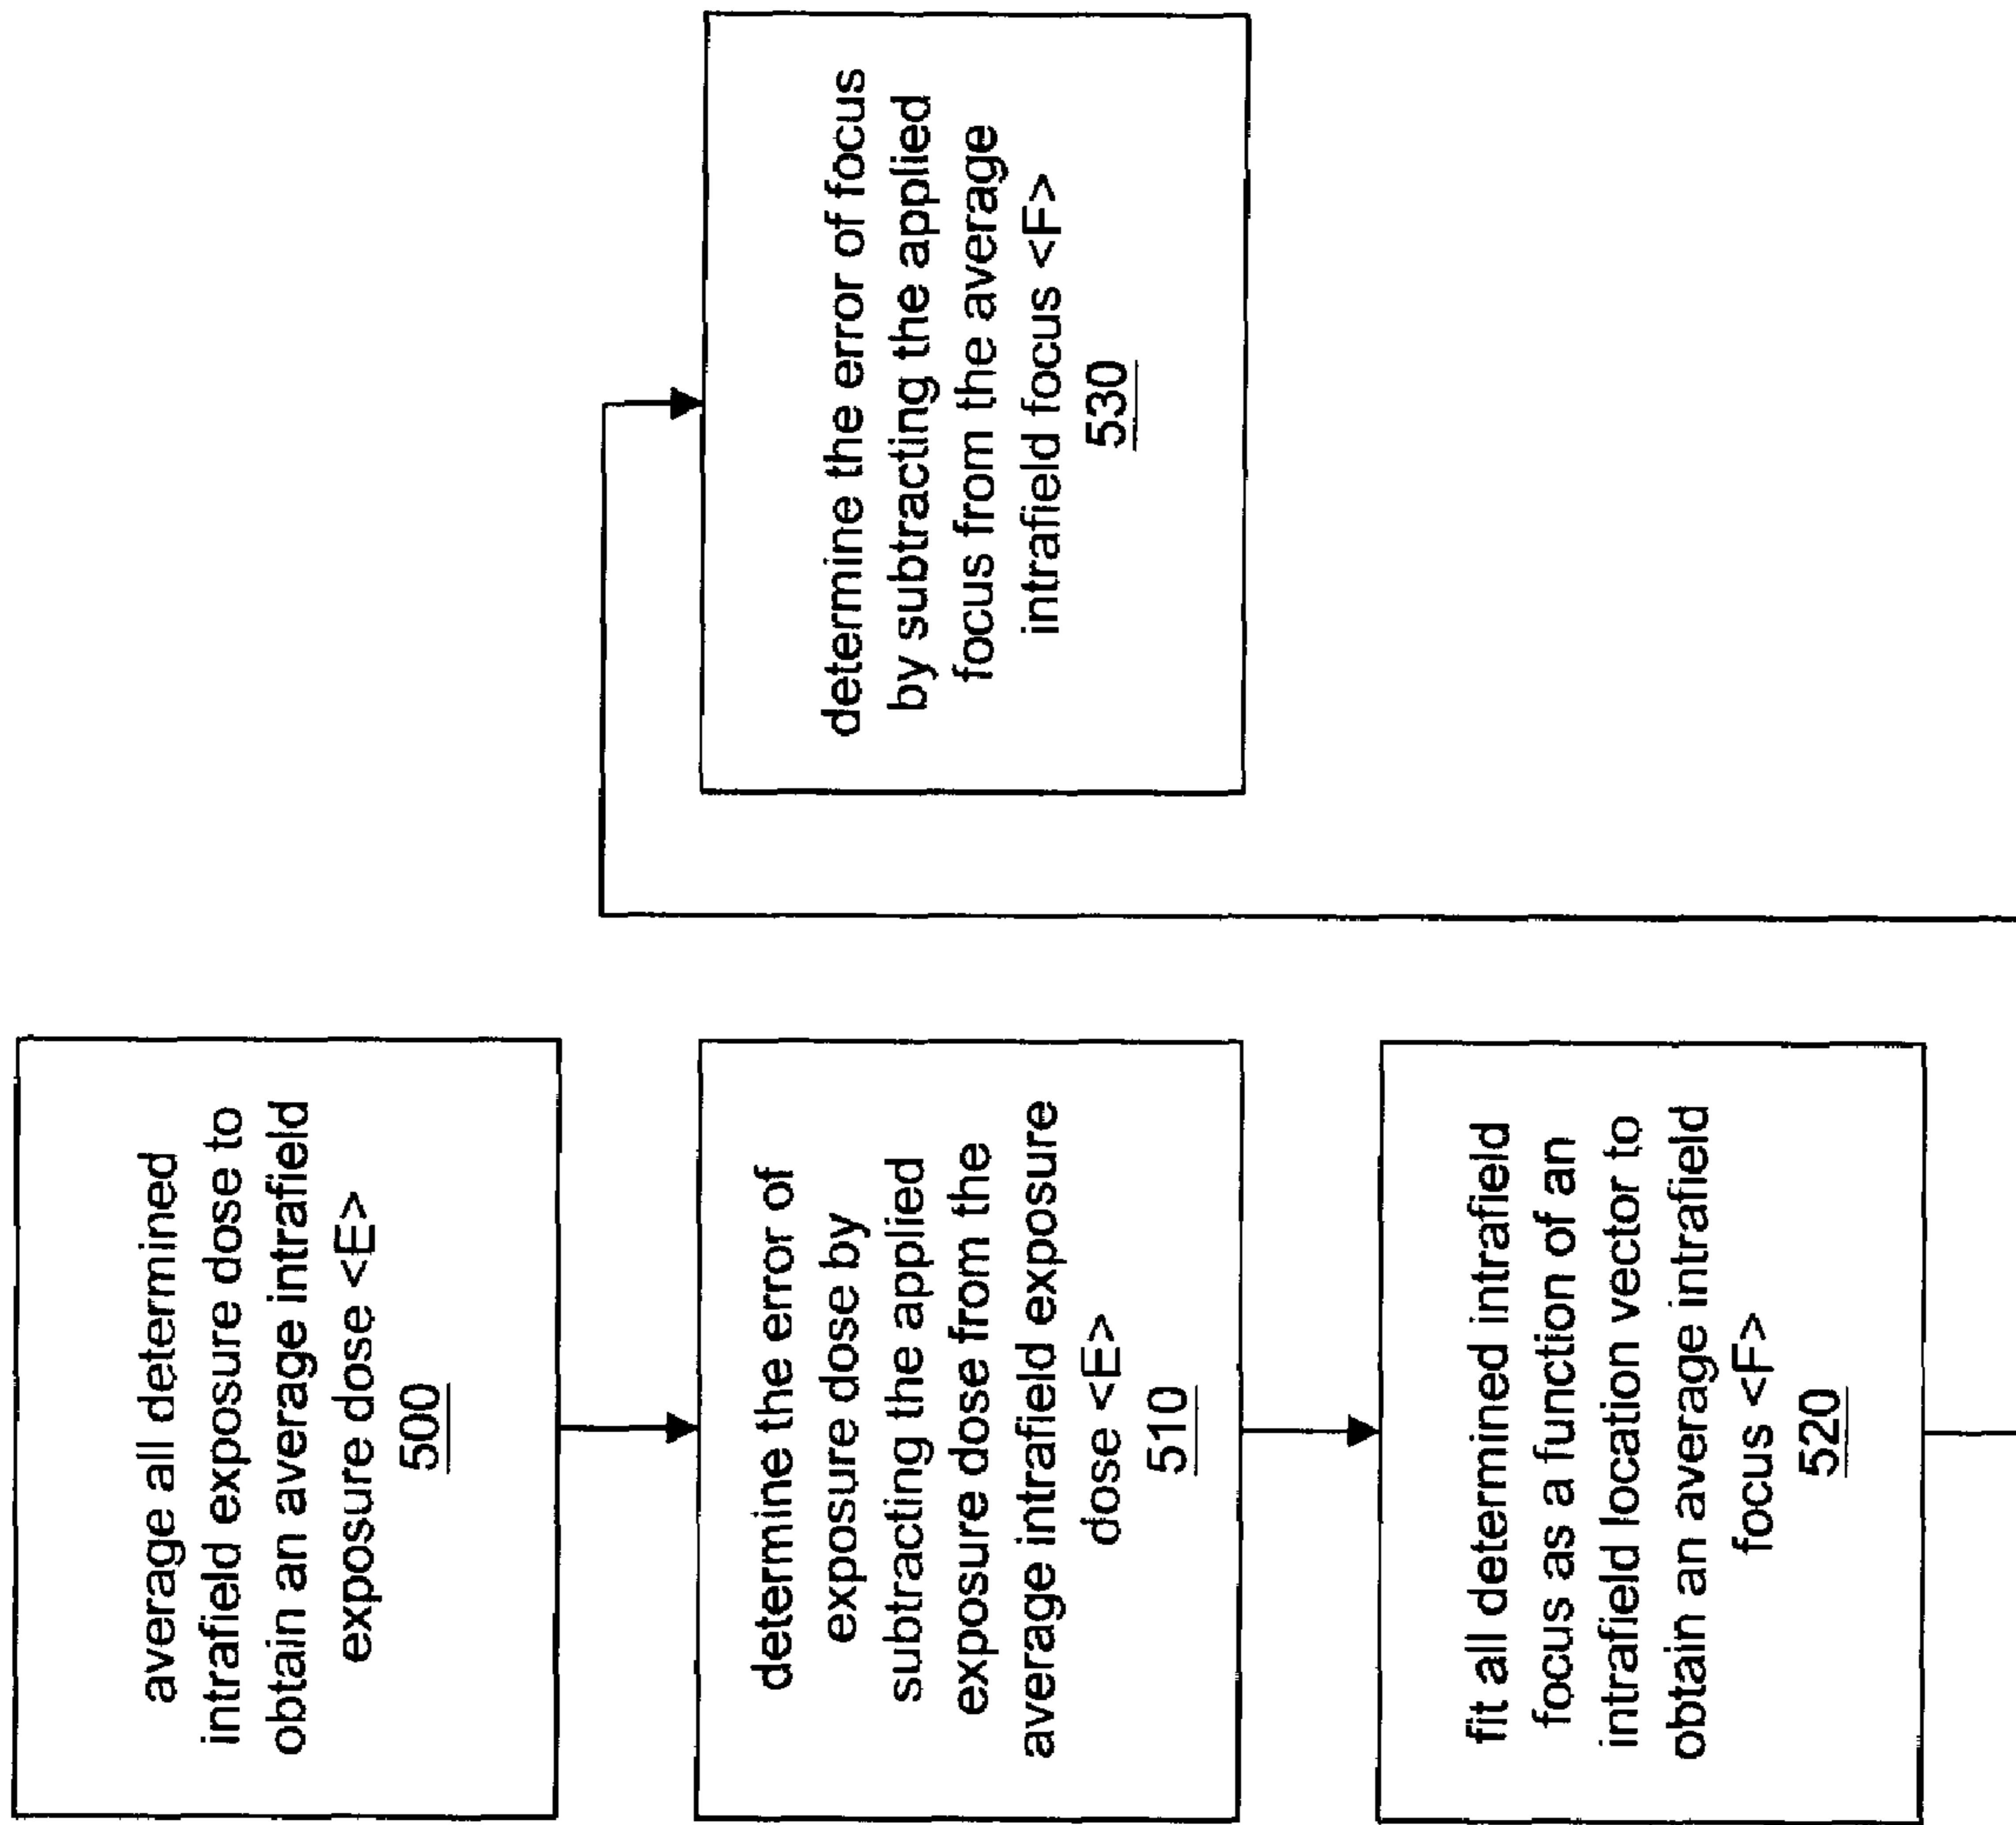 average all determined
intrafield exposure dose to
obtain an average intrafield
exposure dose <E>
500
determine the error of
exposure dose by
subtracting the applied
exposure dose from the
average intrafield exposure
dose <E>
510
fit all determined intrafield
focus as a function of an
intrafield location vector to
obtain an average intrafield
focus <F>
520
determine the error of focus
by subtracting the applied
focus from the average
intrafield focus <F>
530